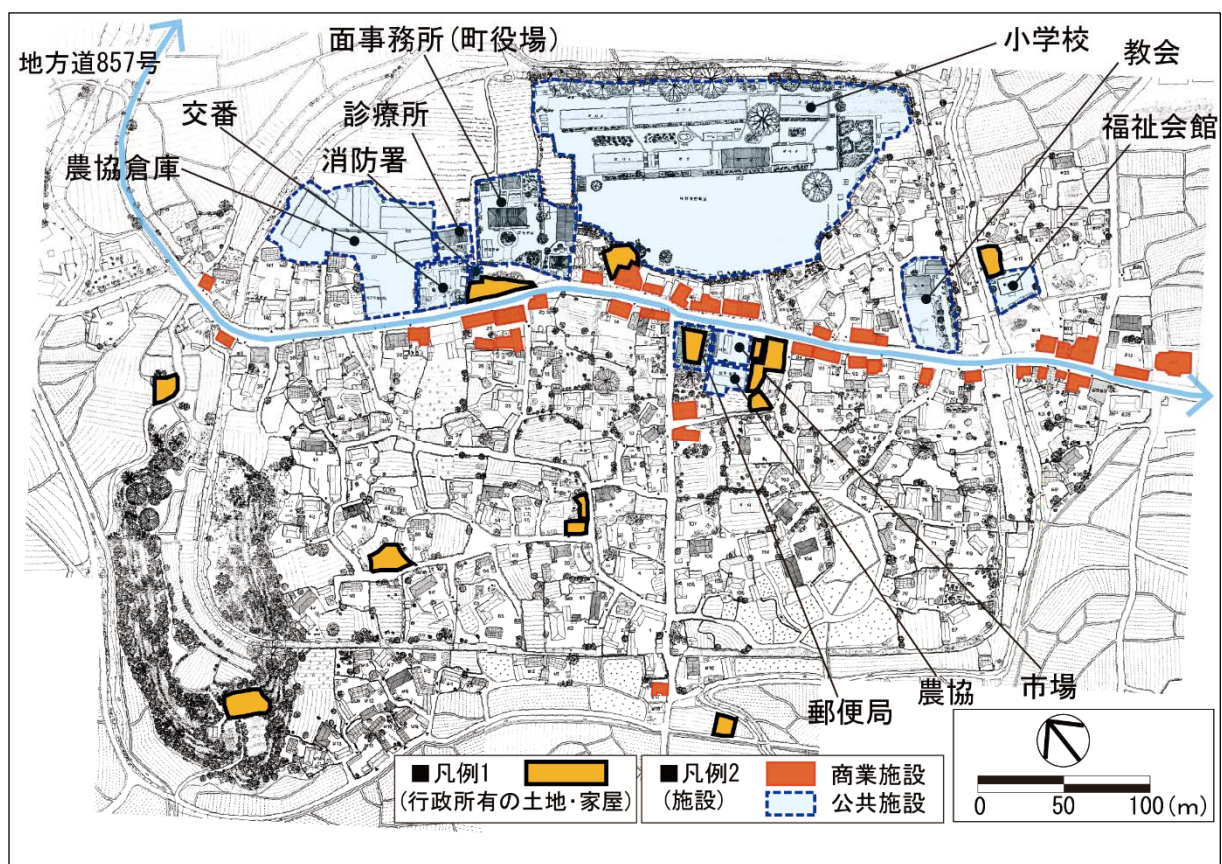 地方道857号
面事務所(町役場)
小学校
教会
交番
診療所
福祉会館
農協倉庫
消防署
郵便局
農協
市場
■凡例1
(行政所有の土地・家屋)
■凡例2
(施設)
商業施設
公共施設
0 50 100(m)